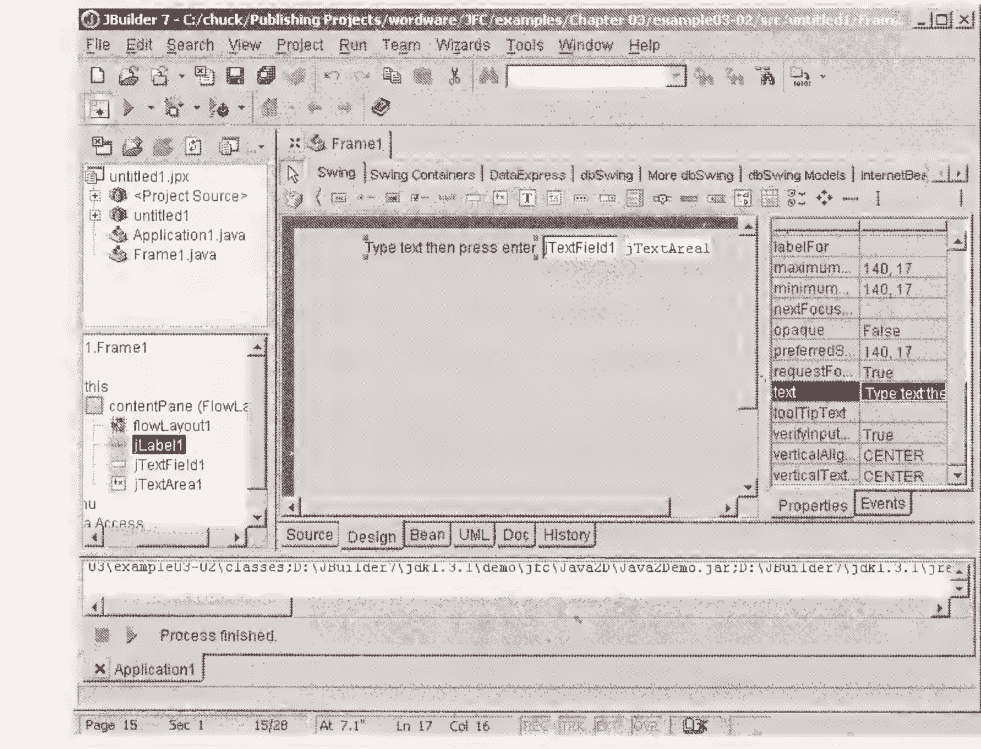 JBuilder 7 - C:/chuck/Publishing Projects/wordware/JFC/examples/Chapter 03/example03-02/src/untitled1/Frame
File Edit Search View Project Run Team Wizards Tools Window Help
Frame1
Swing Swing Containers DataExpress dbSwing More dbSwing dbSwing Models InternetBea
untitled1.jpx
<Project Source>
untitled1
Application1.java
Frame1.java
Type text then press enter jTextField1 jTextArea1
labelFor
maximum... 140, 17
minimum... 140, 17
nextFocus...
opaque False
preferredS... 140, 17
requestFo... True
text Type text the
toolTipText
verifyInput... True
verticalAlig... CENTER
verticalText... CENTER
Properties Events
1.Frame1
this
contentPane (FlowLa
flowLayout1
jLabel1
jTextField1
jTextArea1
nu
a Access
Source Design Bean UML Doc History
03\example03-02\classes;D:\JBuilder7\jdk1.3.1\demo\jfc\Java2D\Java2Demo.jar;D:\JBuilder7\jdk1.3.1\jre
Process finished.
Application1
Page 15 Sec 1 15/28 At 7.1" Ln 17 Col 16 REC TRK EXT OVR